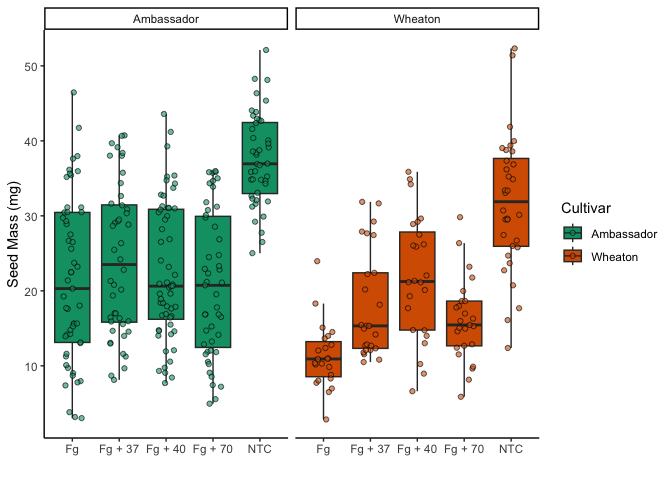 Ambassador Wheaton
50
40
30
20
10
Seed Mass (mg)
Fg Fg + 37 Fg + 40 Fg + 70 NTC Fg Fg + 37 Fg + 40 Fg + 70 NTC
Cultivar
Ambassador
Wheaton